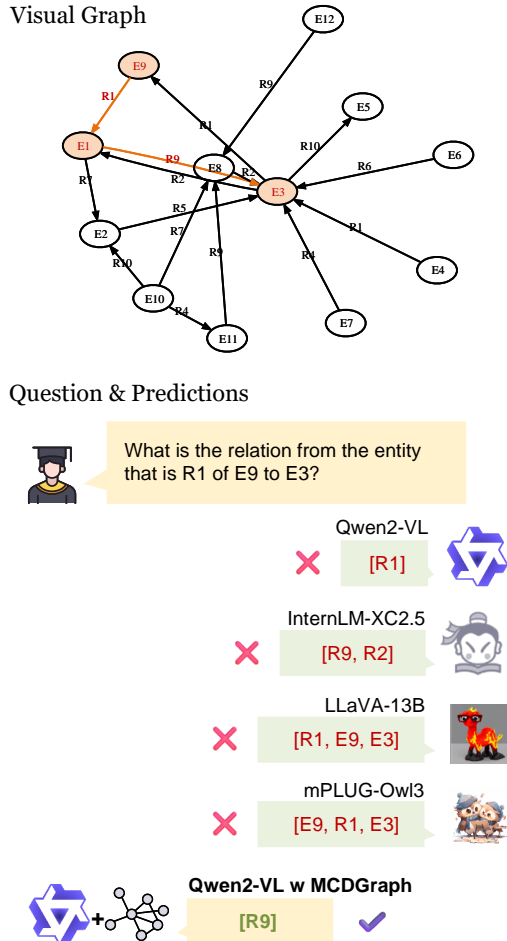 Visual Graph
E12
E9
R9
R1
E5
R1
R10
E1
R9
E8
R2
R6
E6
R7
R2
E3
R5
R1
E2
R7
R9
R4
R10
E4
E10
R4
E7
E11
Question & Predictions
What is the relation from the entity
that is R1 of E9 to E3?
Qwen2-VL
[R1]
InternLM-XC2.5
[R9, R2]
LLaVA-13B
[R1, E9, E3]
mPLUG-Owl3
[E9, R1, E3]
Qwen2-VL w MCDGraph
+
[R9]